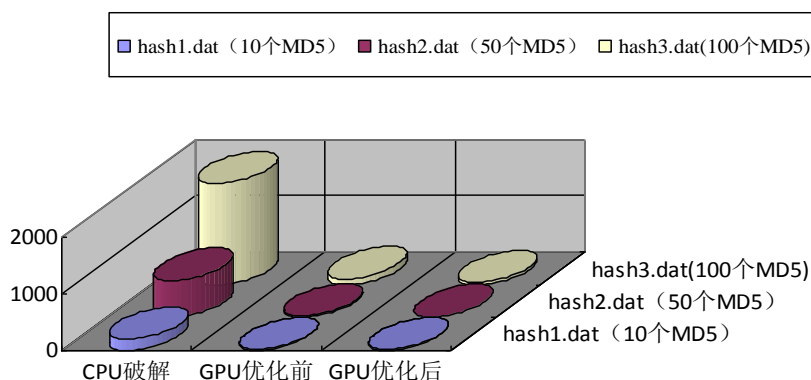 hash1.dat（10个MD5） hash2.dat（50个MD5） hash3.dat(100个MD5)
2000
1000
0
hash3.dat(100个MD5)
hash2.dat（50个MD5）
hash1.dat（10个MD5）
CPU破解 GPU优化前 GPU优化后